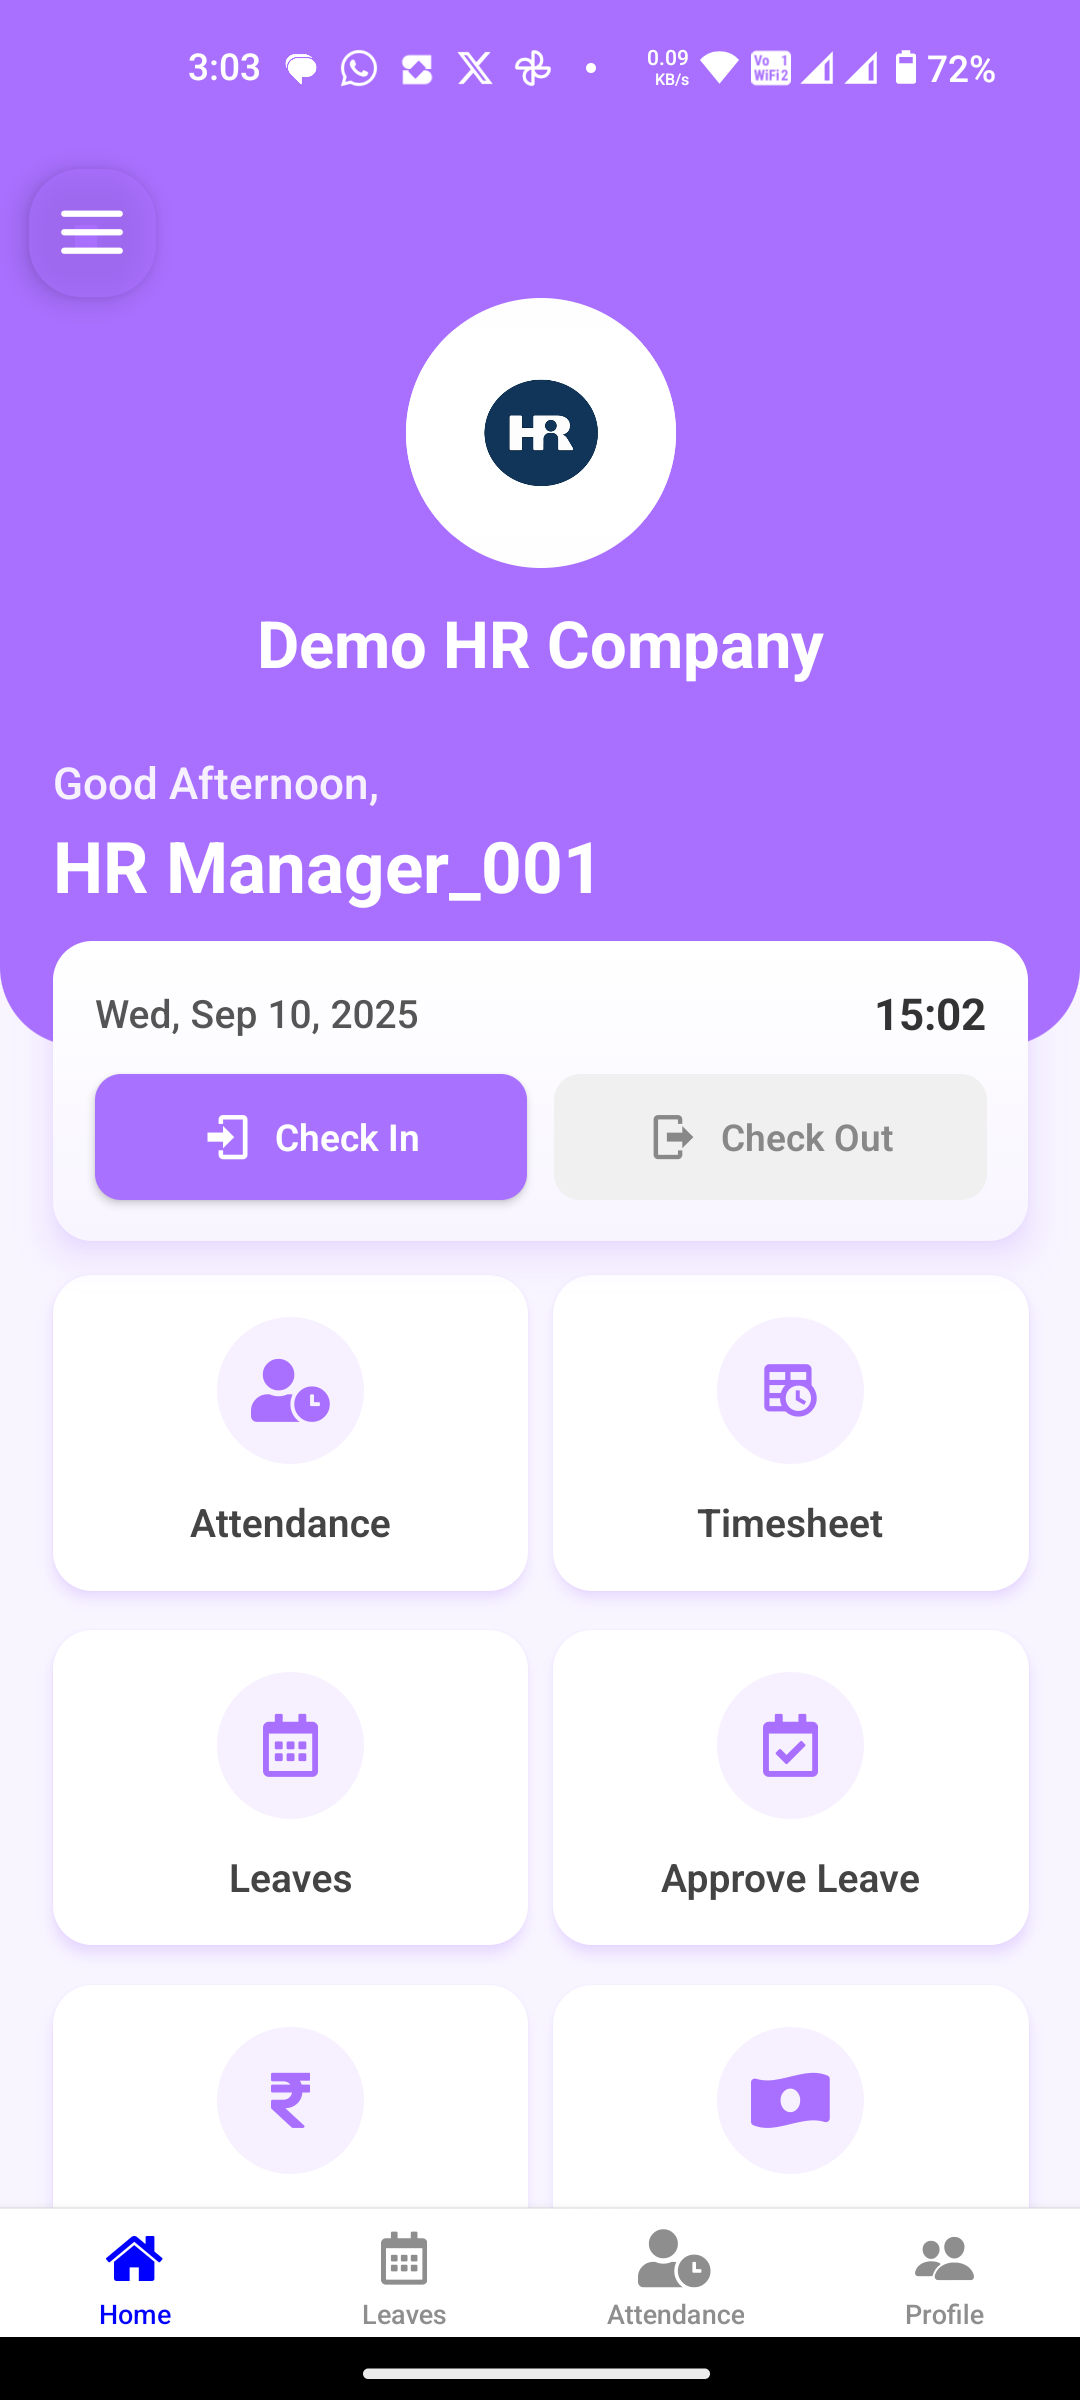 3:03
0.09
KB/s
Vo 1
WiFi2
72%
HR
Demo HR Company
Good Afternoon,
HR Manager_001
Wed, Sep 10, 2025
15:02
Check In
Check Out
Attendance
Timesheet
Leaves
Approve Leave
₹
Home
Leaves
Attendance
Profile